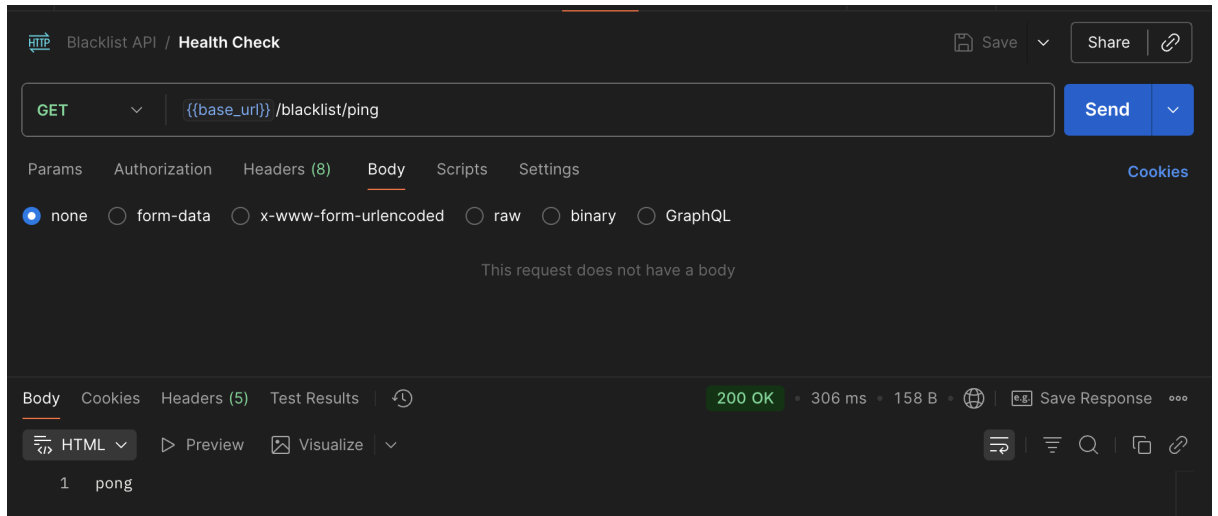 HTTP Blacklist API / Health Check Save Share
GET {{base_url}} /blacklist/ping Send
Params Authorization Headers (8) Body Scripts Settings Cookies
none form-data x-www-form-urlencoded raw binary GraphQL
This request does not have a body
Body Cookies Headers (5) Test Results 200 OK • 306 ms • 158 B • e.g. Save Response
</> HTML Preview Visualize
1 pong